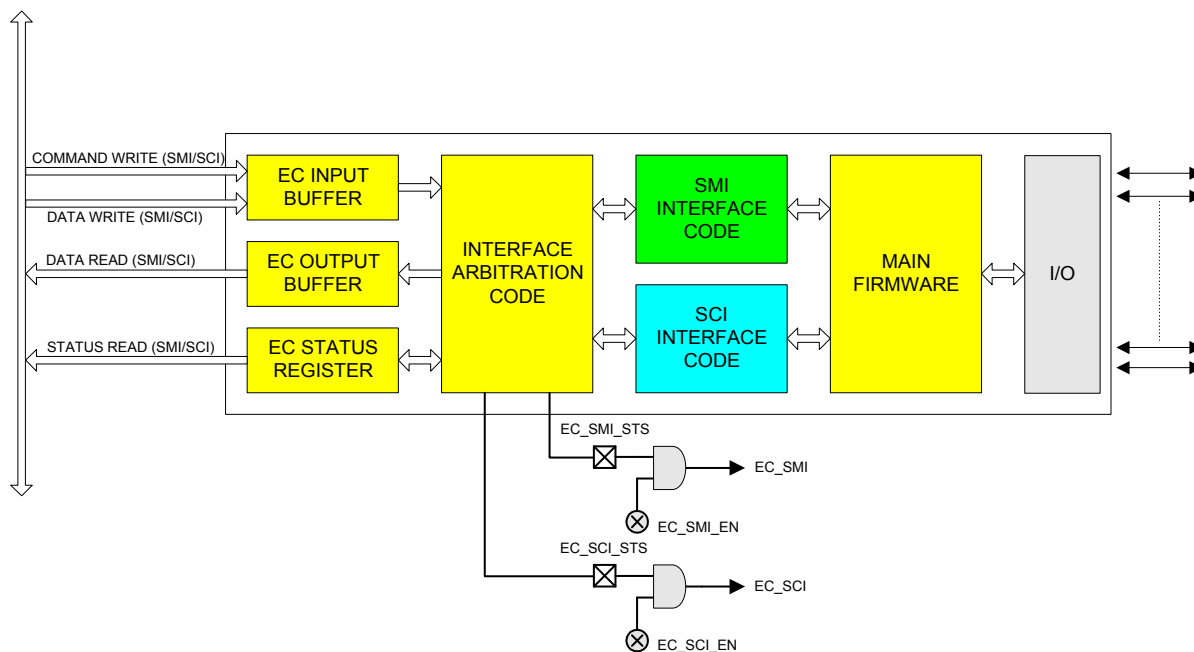 COMMAND WRITE (SMI/SCI)
DATA WRITE (SMI/SCI)
DATA READ (SMI/SCI)
STATUS READ (SMI/SCI)
EC INPUT
BUFFER
EC OUTPUT
BUFFER
EC STATUS
REGISTER
INTERFACE
ARBITRATION
CODE
SMI
INTERFACE
CODE
SCI
INTERFACE
CODE
MAIN
FIRMWARE
I/O
EC_SMI_STS
EC_SMI
EC_SMI_EN
EC_SCI_STS
EC_SCI
EC_SCI_EN